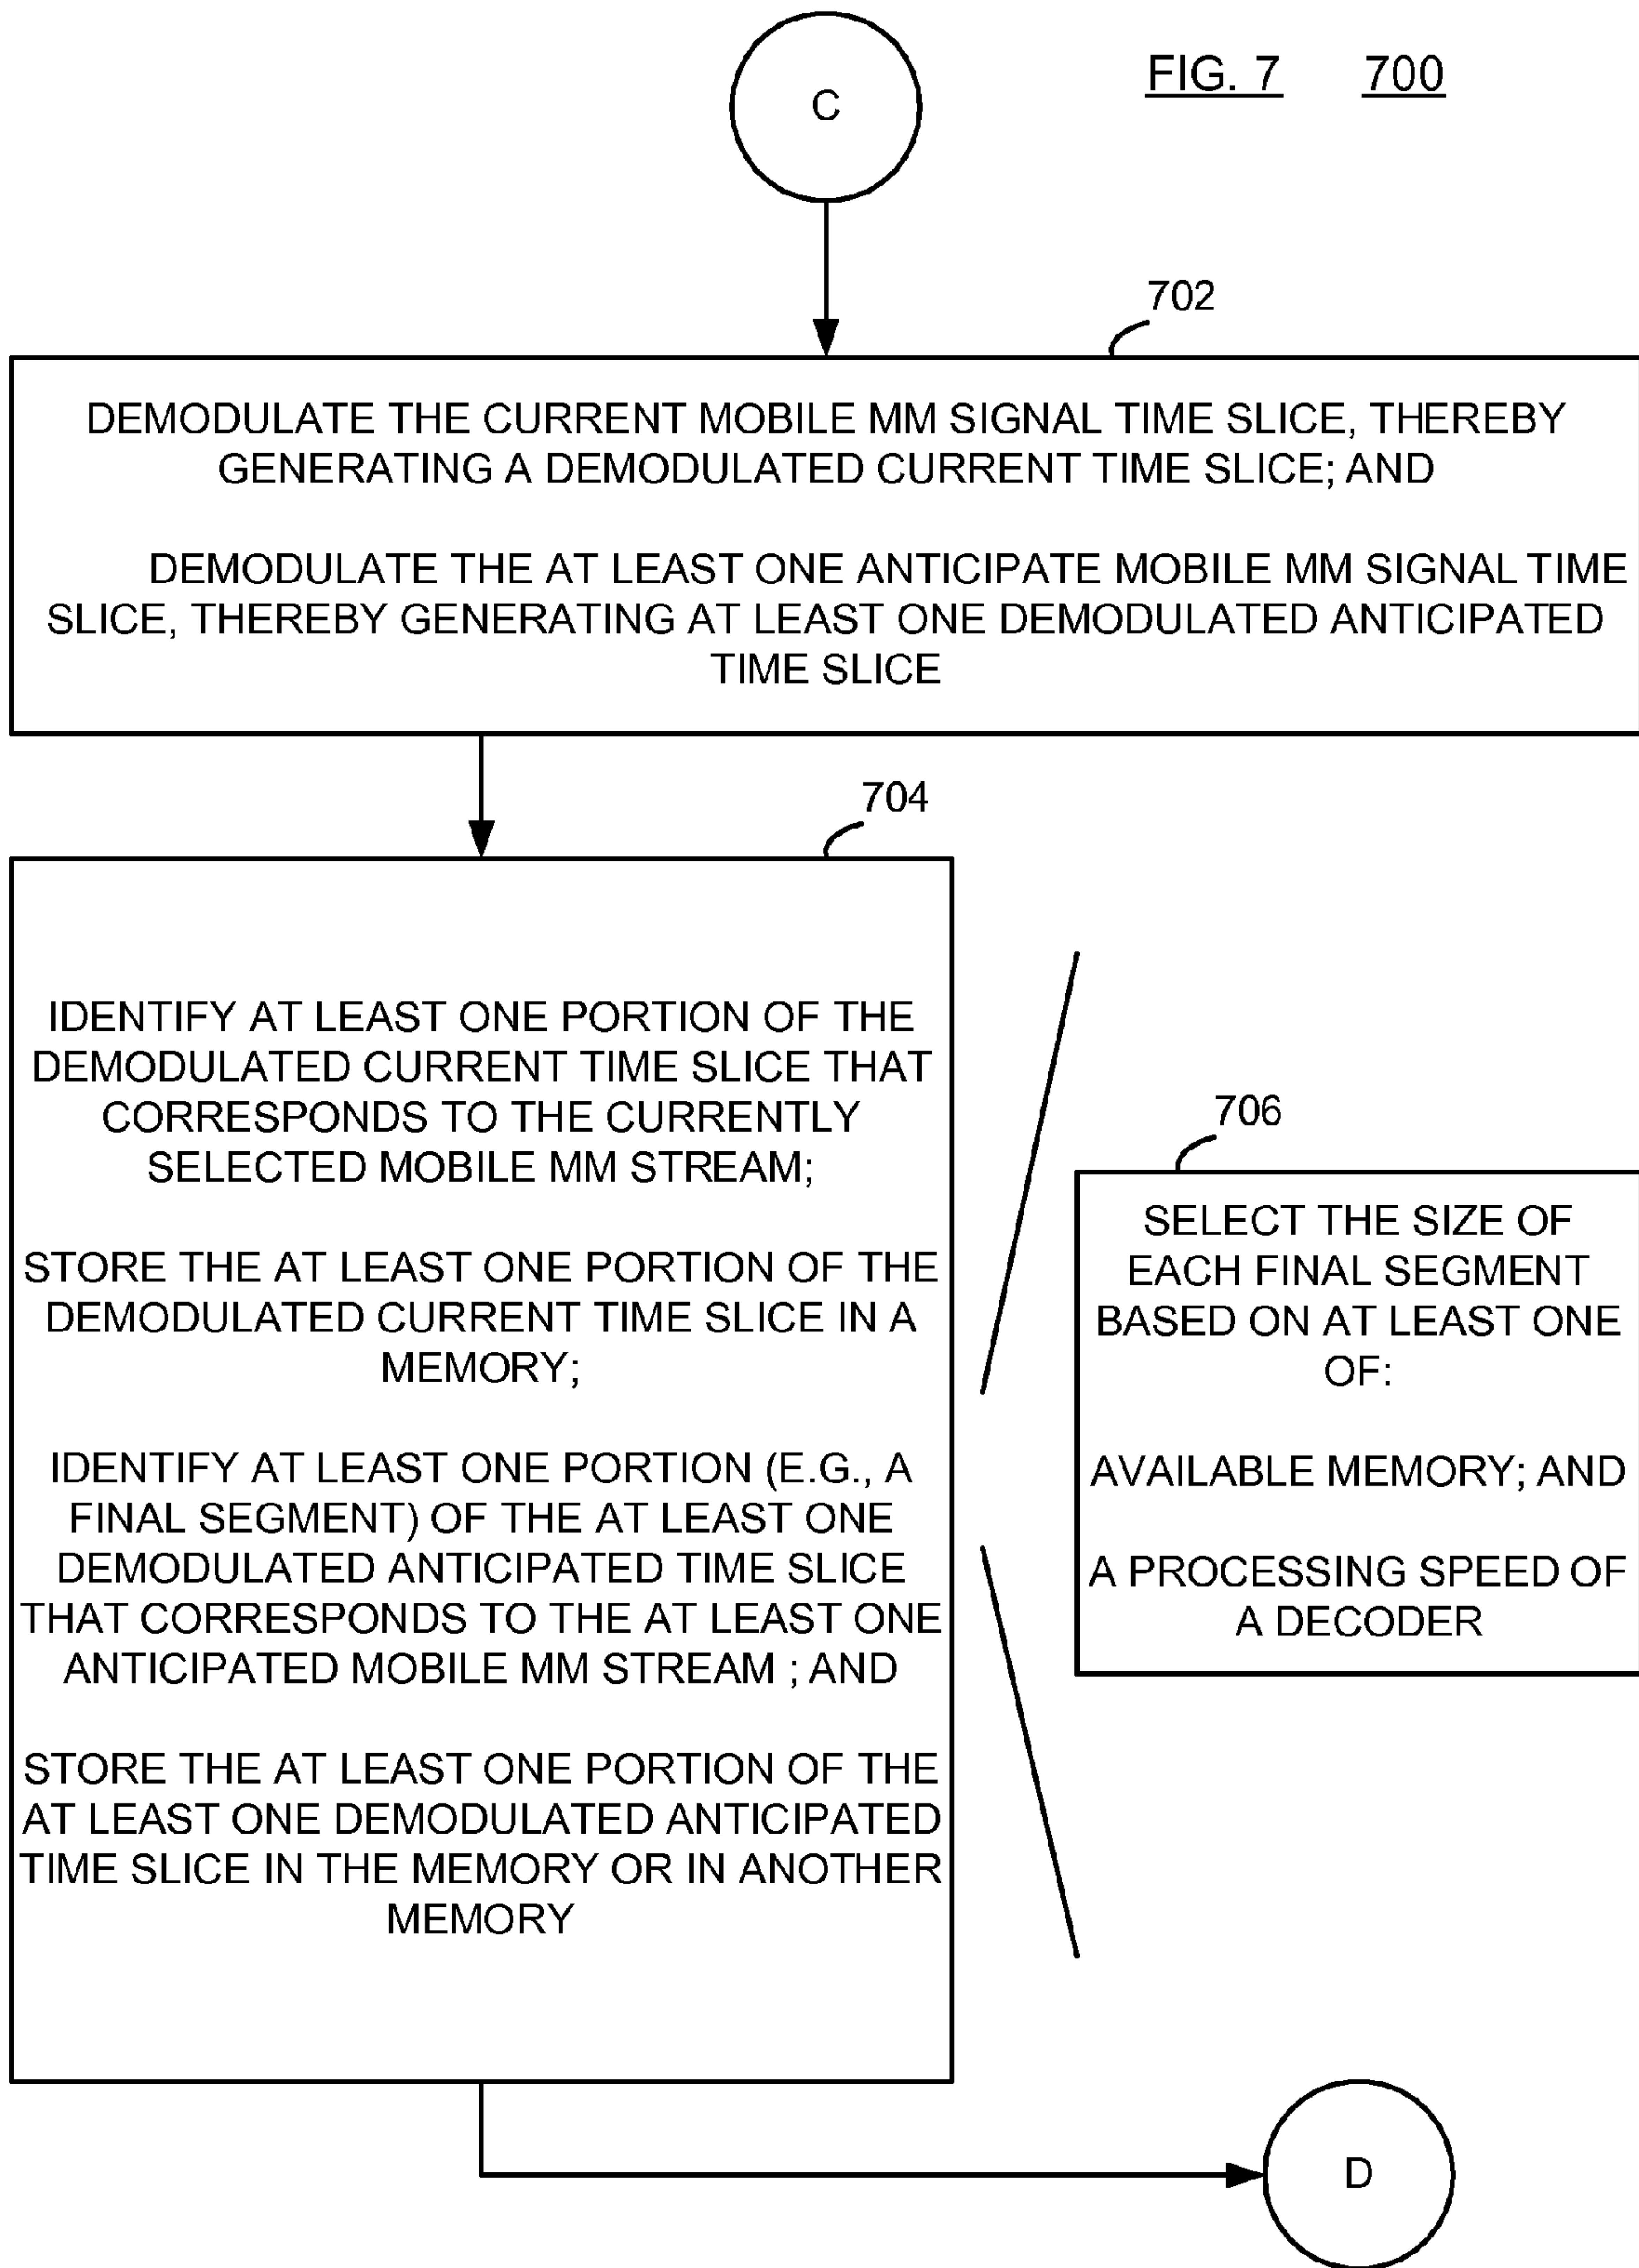 FIG. 7 700
C
702
DEMODULATE THE CURRENT MOBILE MM SIGNAL TIME SLICE, THEREBY
GENERATING A DEMODULATED CURRENT TIME SLICE; AND
DEMODULATE THE AT LEAST ONE ANTICIPATE MOBILE MM SIGNAL TIME
SLICE, THEREBY GENERATING AT LEAST ONE DEMODULATED ANTICIPATED
TIME SLICE
704
IDENTIFY AT LEAST ONE PORTION OF THE
DEMODULATED CURRENT TIME SLICE THAT
CORRESPONDS TO THE CURRENTLY
SELECTED MOBILE MM STREAM;
STORE THE AT LEAST ONE PORTION OF THE
DEMODULATED CURRENT TIME SLICE IN A
MEMORY;
IDENTIFY AT LEAST ONE PORTION (E.G., A
FINAL SEGMENT) OF THE AT LEAST ONE
DEMODULATED ANTICIPATED TIME SLICE
THAT CORRESPONDS TO THE AT LEAST ONE
ANTICIPATED MOBILE MM STREAM ; AND
STORE THE AT LEAST ONE PORTION OF THE
AT LEAST ONE DEMODULATED ANTICIPATED
TIME SLICE IN THE MEMORY OR IN ANOTHER
MEMORY
706
SELECT THE SIZE OF
EACH FINAL SEGMENT
BASED ON AT LEAST ONE
OF:
AVAILABLE MEMORY; AND
A PROCESSING SPEED OF
A DECODER
D